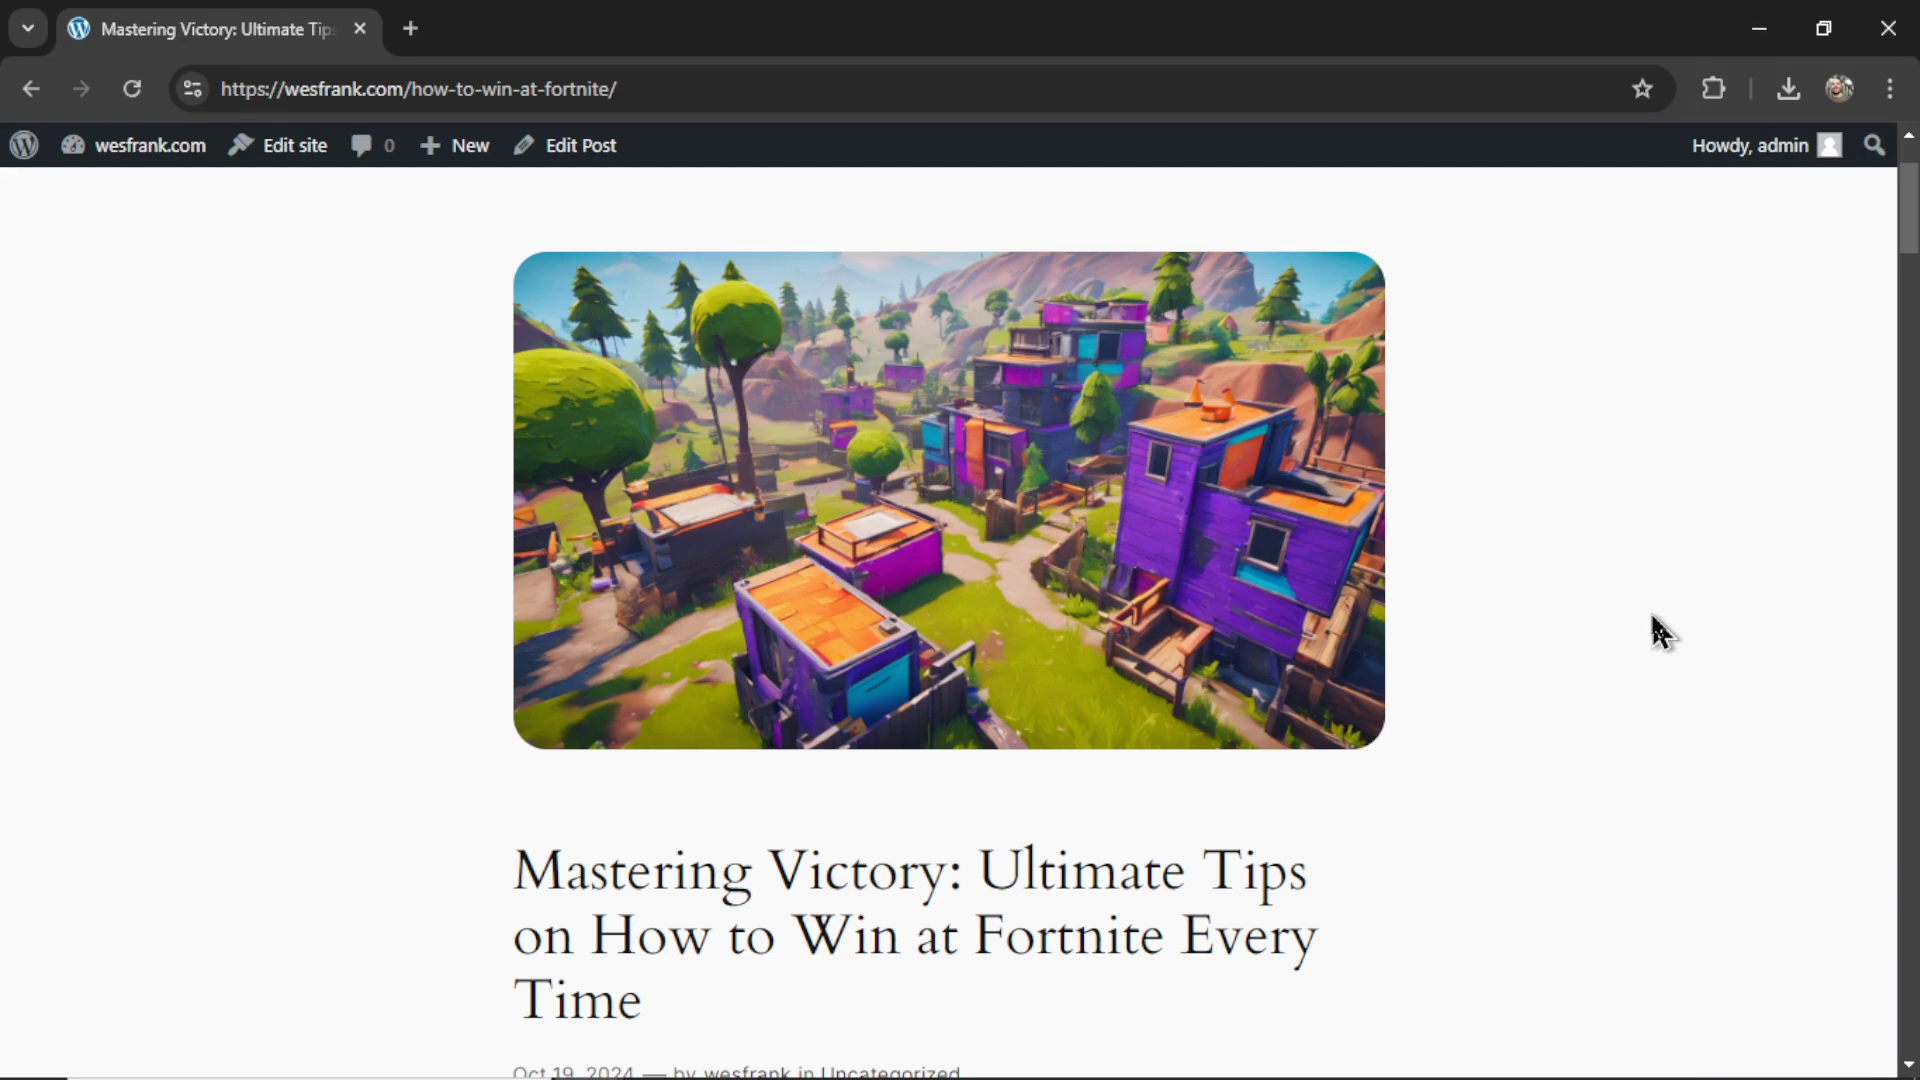 Mastering Victory: Ultimate Tip
https://wesfrank.com/how-to-win-at-fortnite/
wesfrank.com Edit site 0 New Edit Post Howdy, admin
Mastering Victory: Ultimate Tips
on How to Win at Fortnite Every
Time
Oct 19, 2024 — by wesfrank in Uncategorized